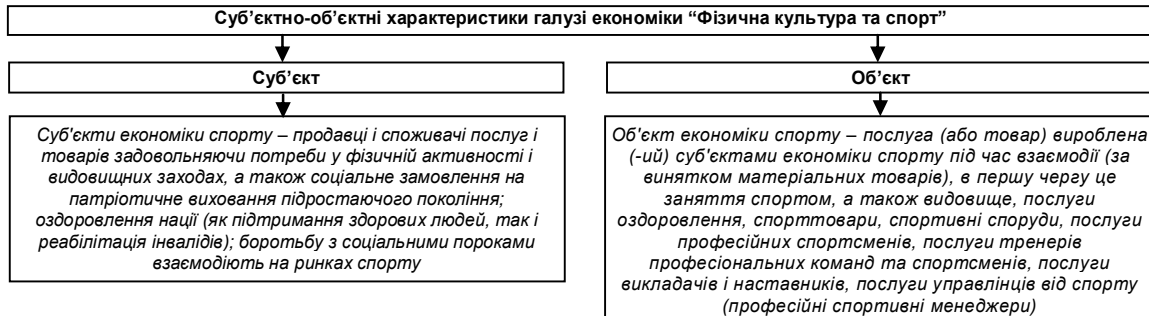 Суб’єктно-об’єктні характеристики галузі економіки “Фізична культура та спорт”
Суб’єкт
Суб'єкти економіки спорту – продавці і споживачі послуг і
товарів задовольняючи потреби у фізичній активності і
видовищних заходах, а також соціальне замовлення на
патріотичне виховання підростаючого покоління;
оздоровлення нації (як підтримання здорових людей, так і
реабілітація інвалідів); боротьбу з соціальними пороками
взаємодіють на ринках спорту
Об’єкт
Об'єкт економіки спорту – послуга (або товар) вироблена
(-ий) суб'єктами економіки спорту під час взаємодії (за
винятком матеріальних товарів), в першу чергу це
заняття спортом, а також видовище, послуги
оздоровлення, спорттовари, спортивні споруди, послуги
професійних спортсменів, послуги тренерів
професіональних команд та спортсменів, послуги
викладачів і наставників, послуги управлінців від спорту
(професійні спортивні менеджери)